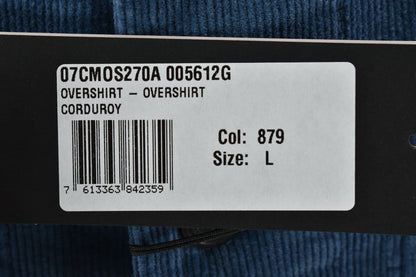 07CMOS270A 005612G
OVERSHIRT – OVERSHIRT
CORDUROY
Col: 879
Size: L
7 613363 842359